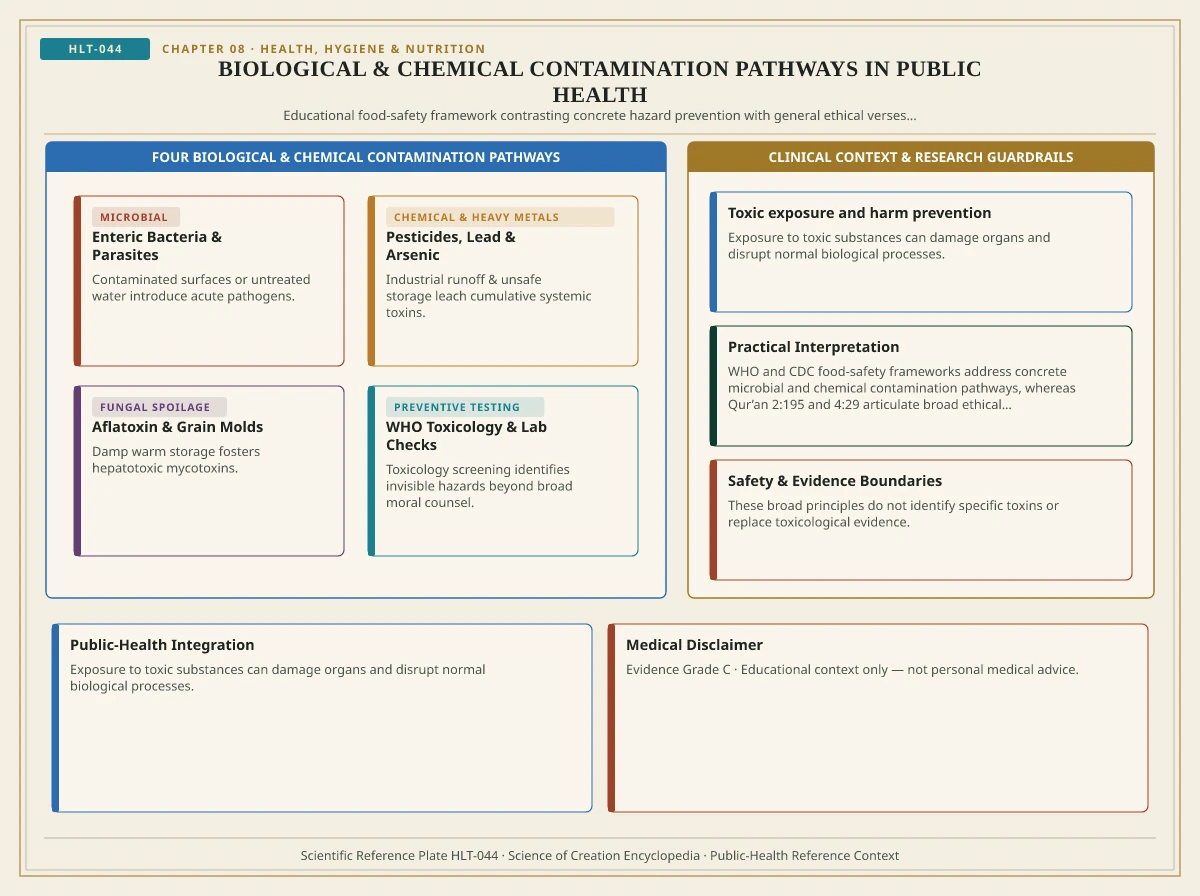 HLT-044
CHAPTER 08 · HEALTH, HYGIENE & NUTRITION
BIOLOGICAL & CHEMICAL CONTAMINATION PATHWAYS IN PUBLIC
HEALTH
Educational food-safety framework contrasting concrete hazard prevention with general ethical verses...
FOUR BIOLOGICAL & CHEMICAL CONTAMINATION PATHWAYS
MICROBIAL
Enteric Bacteria &
Parasites
Contaminated surfaces or untreated
water introduce acute pathogens.
CHEMICAL & HEAVY METALS
Pesticides, Lead &
Arsenic
Industrial runoff & unsafe
storage leach cumulative systemic
toxins.
FUNGAL SPOILAGE
Aflatoxin & Grain Molds
Damp warm storage fosters
hepatotoxic mycotoxins.
PREVENTIVE TESTING
WHO Toxicology & Lab
Checks
Toxicology screening identifies
invisible hazards beyond broad
moral counsel.
CLINICAL CONTEXT & RESEARCH GUARDRAILS
Toxic exposure and harm prevention
Exposure to toxic substances can damage organs and
disrupt normal biological processes.
Practical Interpretation
WHO and CDC food-safety frameworks address concrete
microbial and chemical contamination pathways, whereas
Qur’an 2:195 and 4:29 articulate broad ethical...
Safety & Evidence Boundaries
These broad principles do not identify specific toxins or
replace toxicological evidence.
Public-Health Integration
Exposure to toxic substances can damage organs and disrupt normal
biological processes.
Medical Disclaimer
Evidence Grade C · Educational context only — not personal medical advice.
Scientific Reference Plate HLT-044 · Science of Creation Encyclopedia · Public-Health Reference Context